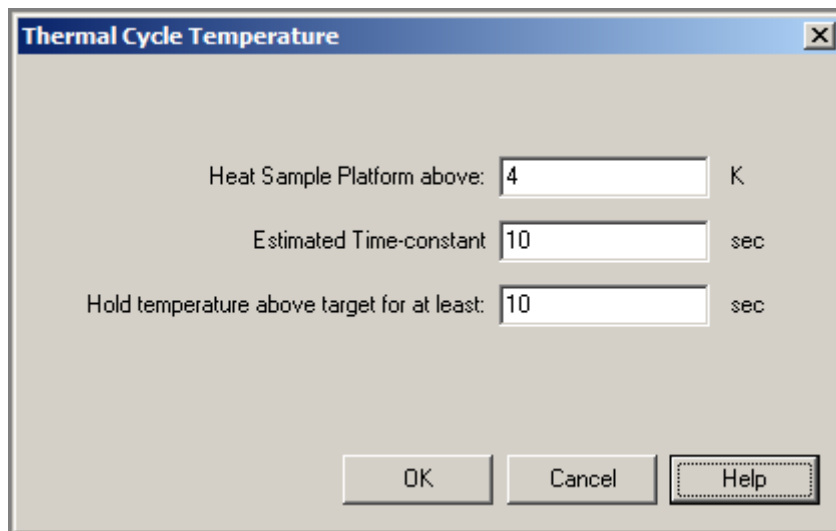 Thermal Cycle Temperature
Heat Sample Platform above: 4 K
Estimated Time-constant 10 sec
Hold temperature above target for at least: 10 sec
OK Cancel Help